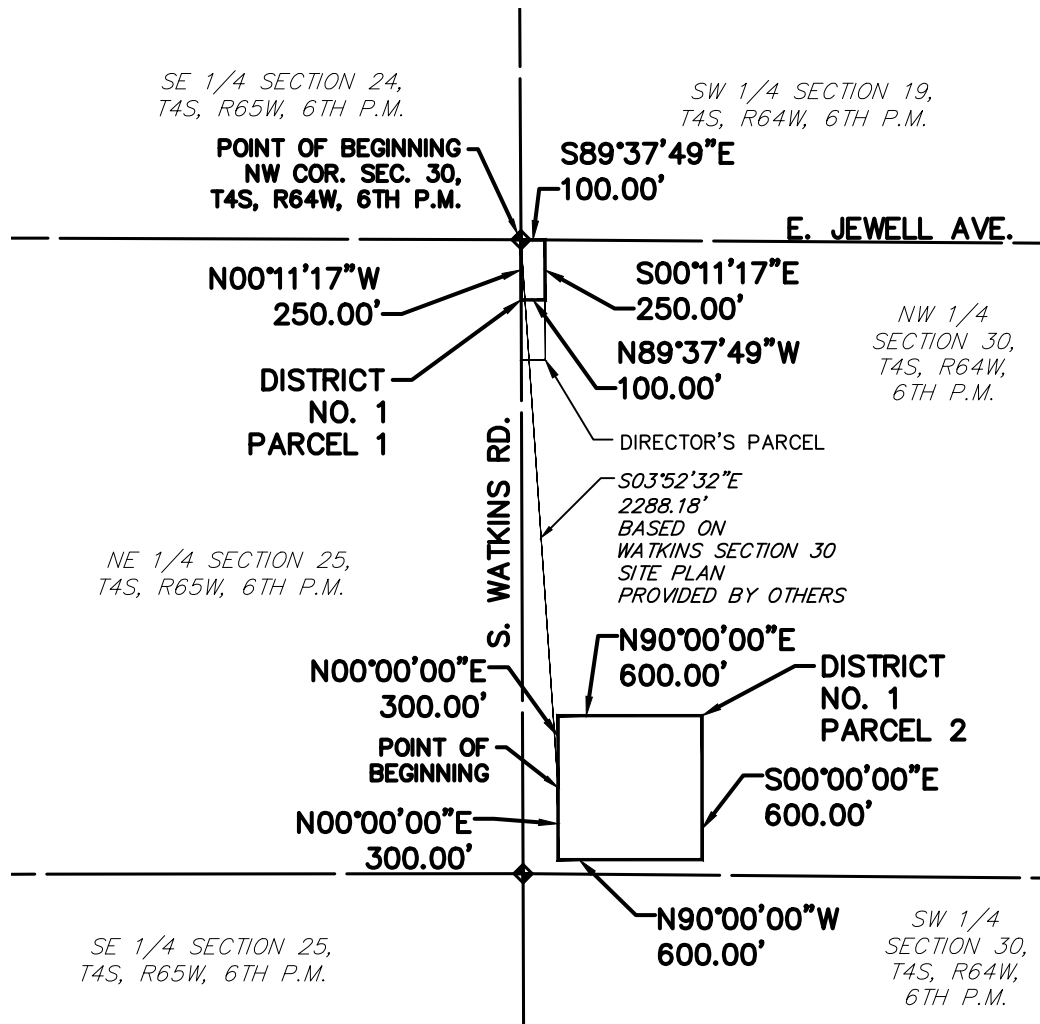 SE 1/4 SECTION 24,
T4S, R65W, 6TH P.M.
SW 1/4 SECTION 19,
T4S, R64W, 6TH P.M.
POINT OF BEGINNING
NW COR. SEC. 30,
T4S, R64W, 6TH P.M.
S89°37'49"E
100.00'
E. JEWELL AVE.
N00°11'17"W
250.00'
S00°11'17"E
250.00'
NW 1/4
SECTION 30,
T4S, R64W,
6TH P.M.
N89°37'49"W
100.00'
DISTRICT
NO. 1
PARCEL 1
DIRECTOR'S PARCEL
S. WATKINS RD.
S03°52'32"E
2288.18'
BASED ON
WATKINS SECTION 30
SITE PLAN
PROVIDED BY OTHERS
NE 1/4 SECTION 25,
T4S, R65W, 6TH P.M.
N90°00'00"E
600.00'
N00°00'00"E
300.00'
DISTRICT
NO. 1
PARCEL 2
POINT OF
BEGINNING
S00°00'00"E
600.00'
N00°00'00"E
300.00'
N90°00'00"W
600.00'
SE 1/4 SECTION 25,
T4S, R65W, 6TH P.M.
SW 1/4
SECTION 30,
T4S, R64W,
6TH P.M.